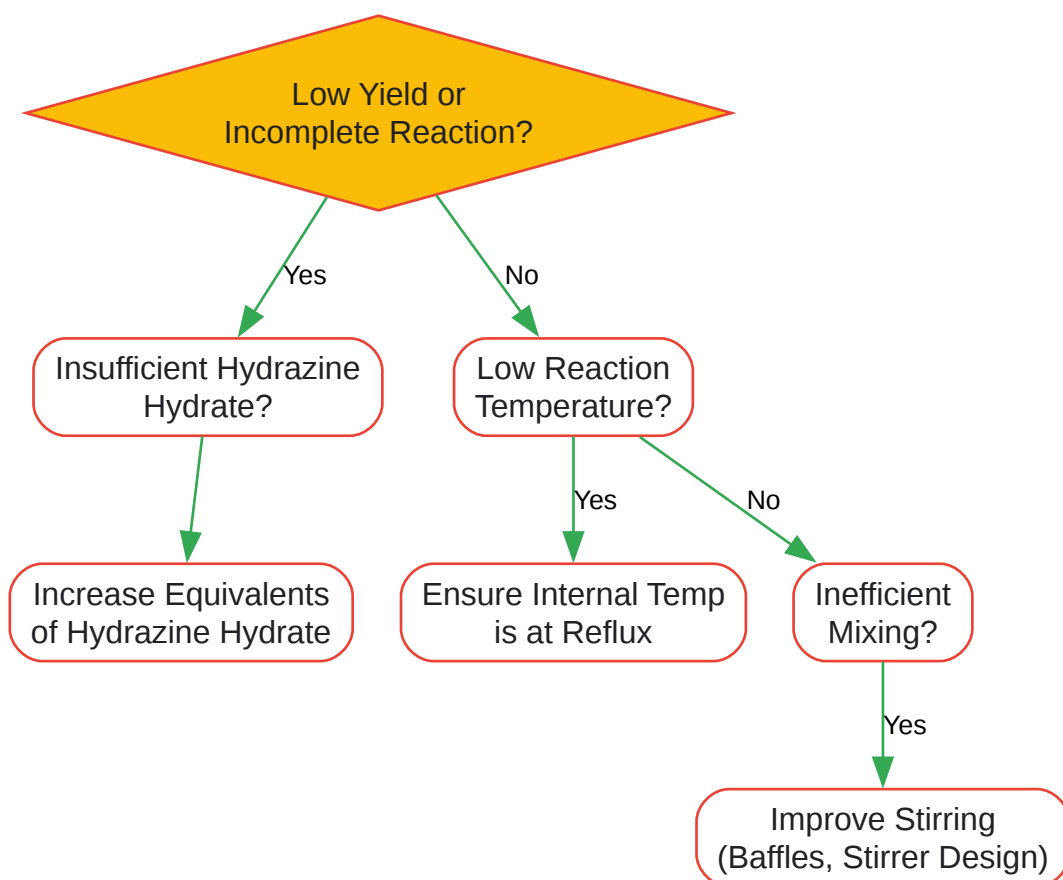 Low Yield or
Incomplete Reaction?
Yes
No
Insufficient Hydrazine
Hydrate?
Low Reaction
Temperature?
Yes
No
Increase Equivalents
of Hydrazine Hydrate
Ensure Internal Temp
is at Reflux
Inefficient
Mixing?
Yes
Improve Stirring
(Baffles, Stirrer Design)